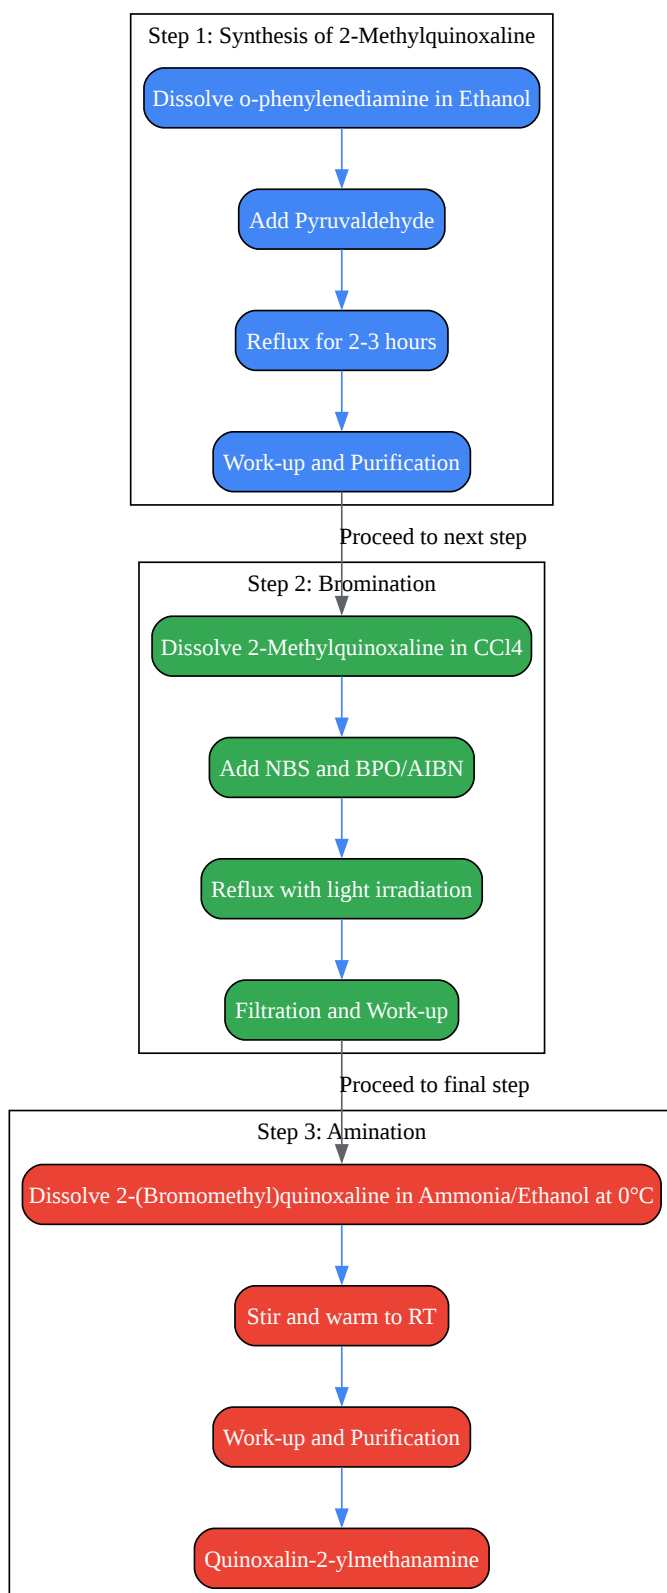 Step 1: Synthesis of 2-Methylquinoxaline
Dissolve o-phenylenediamine in Ethanol
Add Pyruvaldehyde
Reflux for 2-3 hours
Work-up and Purification
Proceed to next step
Step 2: Bromination
Dissolve 2-Methylquinoxaline in CCl4
Add NBS and BPO/AIBN
Reflux with light irradiation
Filtration and Work-up
Proceed to final step
Step 3: Amination
Dissolve 2-(Bromomethyl)quinoxaline in Ammonia/Ethanol at 0°C
Stir and warm to RT
Work-up and Purification
Quinoxalin-2-ylmethanamine